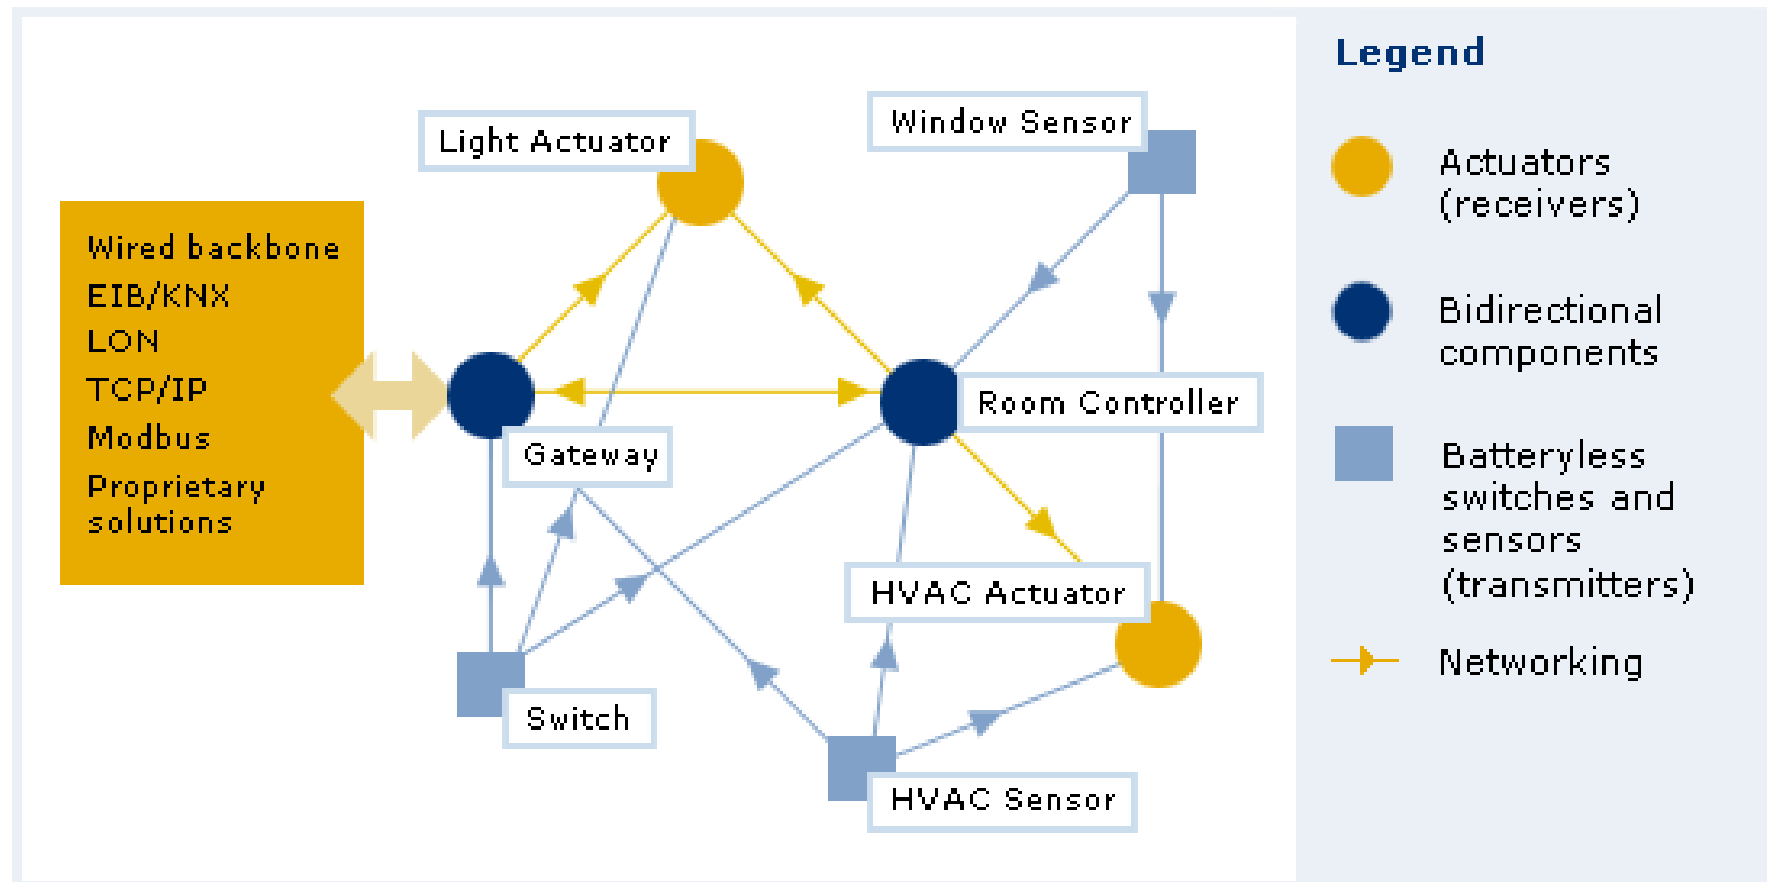 Light Actuator
Window Sensor
Wired backbone
EIB/KNX
LON
TCP/IP
Modbus
Proprietary
solutions
Room Controller
Gateway
HVAC Actuator
Switch
HVAC Sensor
Legend
Actuators
(receivers)
Bidirectional
components
Batteryless
switches and
sensors
(transmitters)
Networking